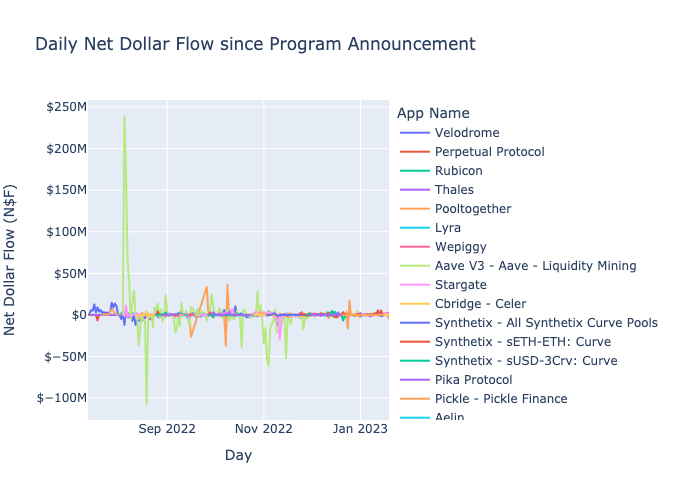 Daily Net Dollar Flow since Program Announcement
Net Dollar Flow (N$F)
$250M
$200M
$150M
$100M
$50M
$0
$−50M
$−100M
Sep 2022
Nov 2022
Jan 2023
Day
App Name
Velodrome
Perpetual Protocol
Rubicon
Thales
Pooltogether
Lyra
Wepiggy
Aave V3 - Aave - Liquidity Mining
Stargate
Cbridge - Celer
Synthetix - All Synthetix Curve Pools
Synthetix - sETH-ETH: Curve
Synthetix - sUSD-3Crv: Curve
Pika Protocol
Pickle - Pickle Finance
Aelin